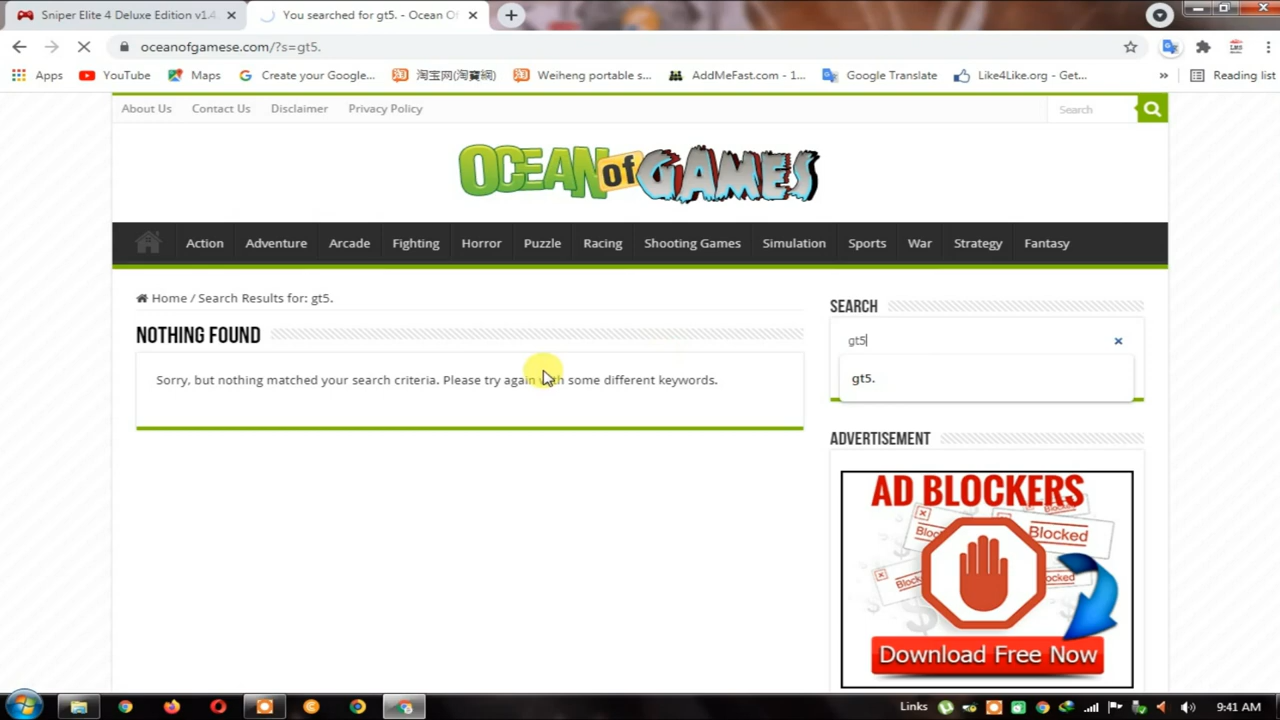 Sniper Elite 4 Deluxe Edition v1.4
You searched for gt5. - Ocean Of
oceanofgamese.com/?s=gt5.
Apps
YouTube
Maps
Create your Google...
淘宝网(淘寶網)
Weiheng portable s...
AddMeFast.com - 1...
Google Translate
Like4Like.org - Get...
»
Reading list
About Us
Contact Us
Disclaimer
Privacy Policy
Search
OCEAN of GAMES
Action
Adventure
Arcade
Fighting
Horror
Puzzle
Racing
Shooting Games
Simulation
Sports
War
Strategy
Fantasy
Home / Search Results for: gt5.
NOTHING FOUND
Sorry, but nothing matched your search criteria. Please try again with some different keywords.
SEARCH
gt5
gt5.
ADVERTISEMENT
AD BLOCKERS
Blocked
Blocked
Download Free Now
Links
9:41 AM